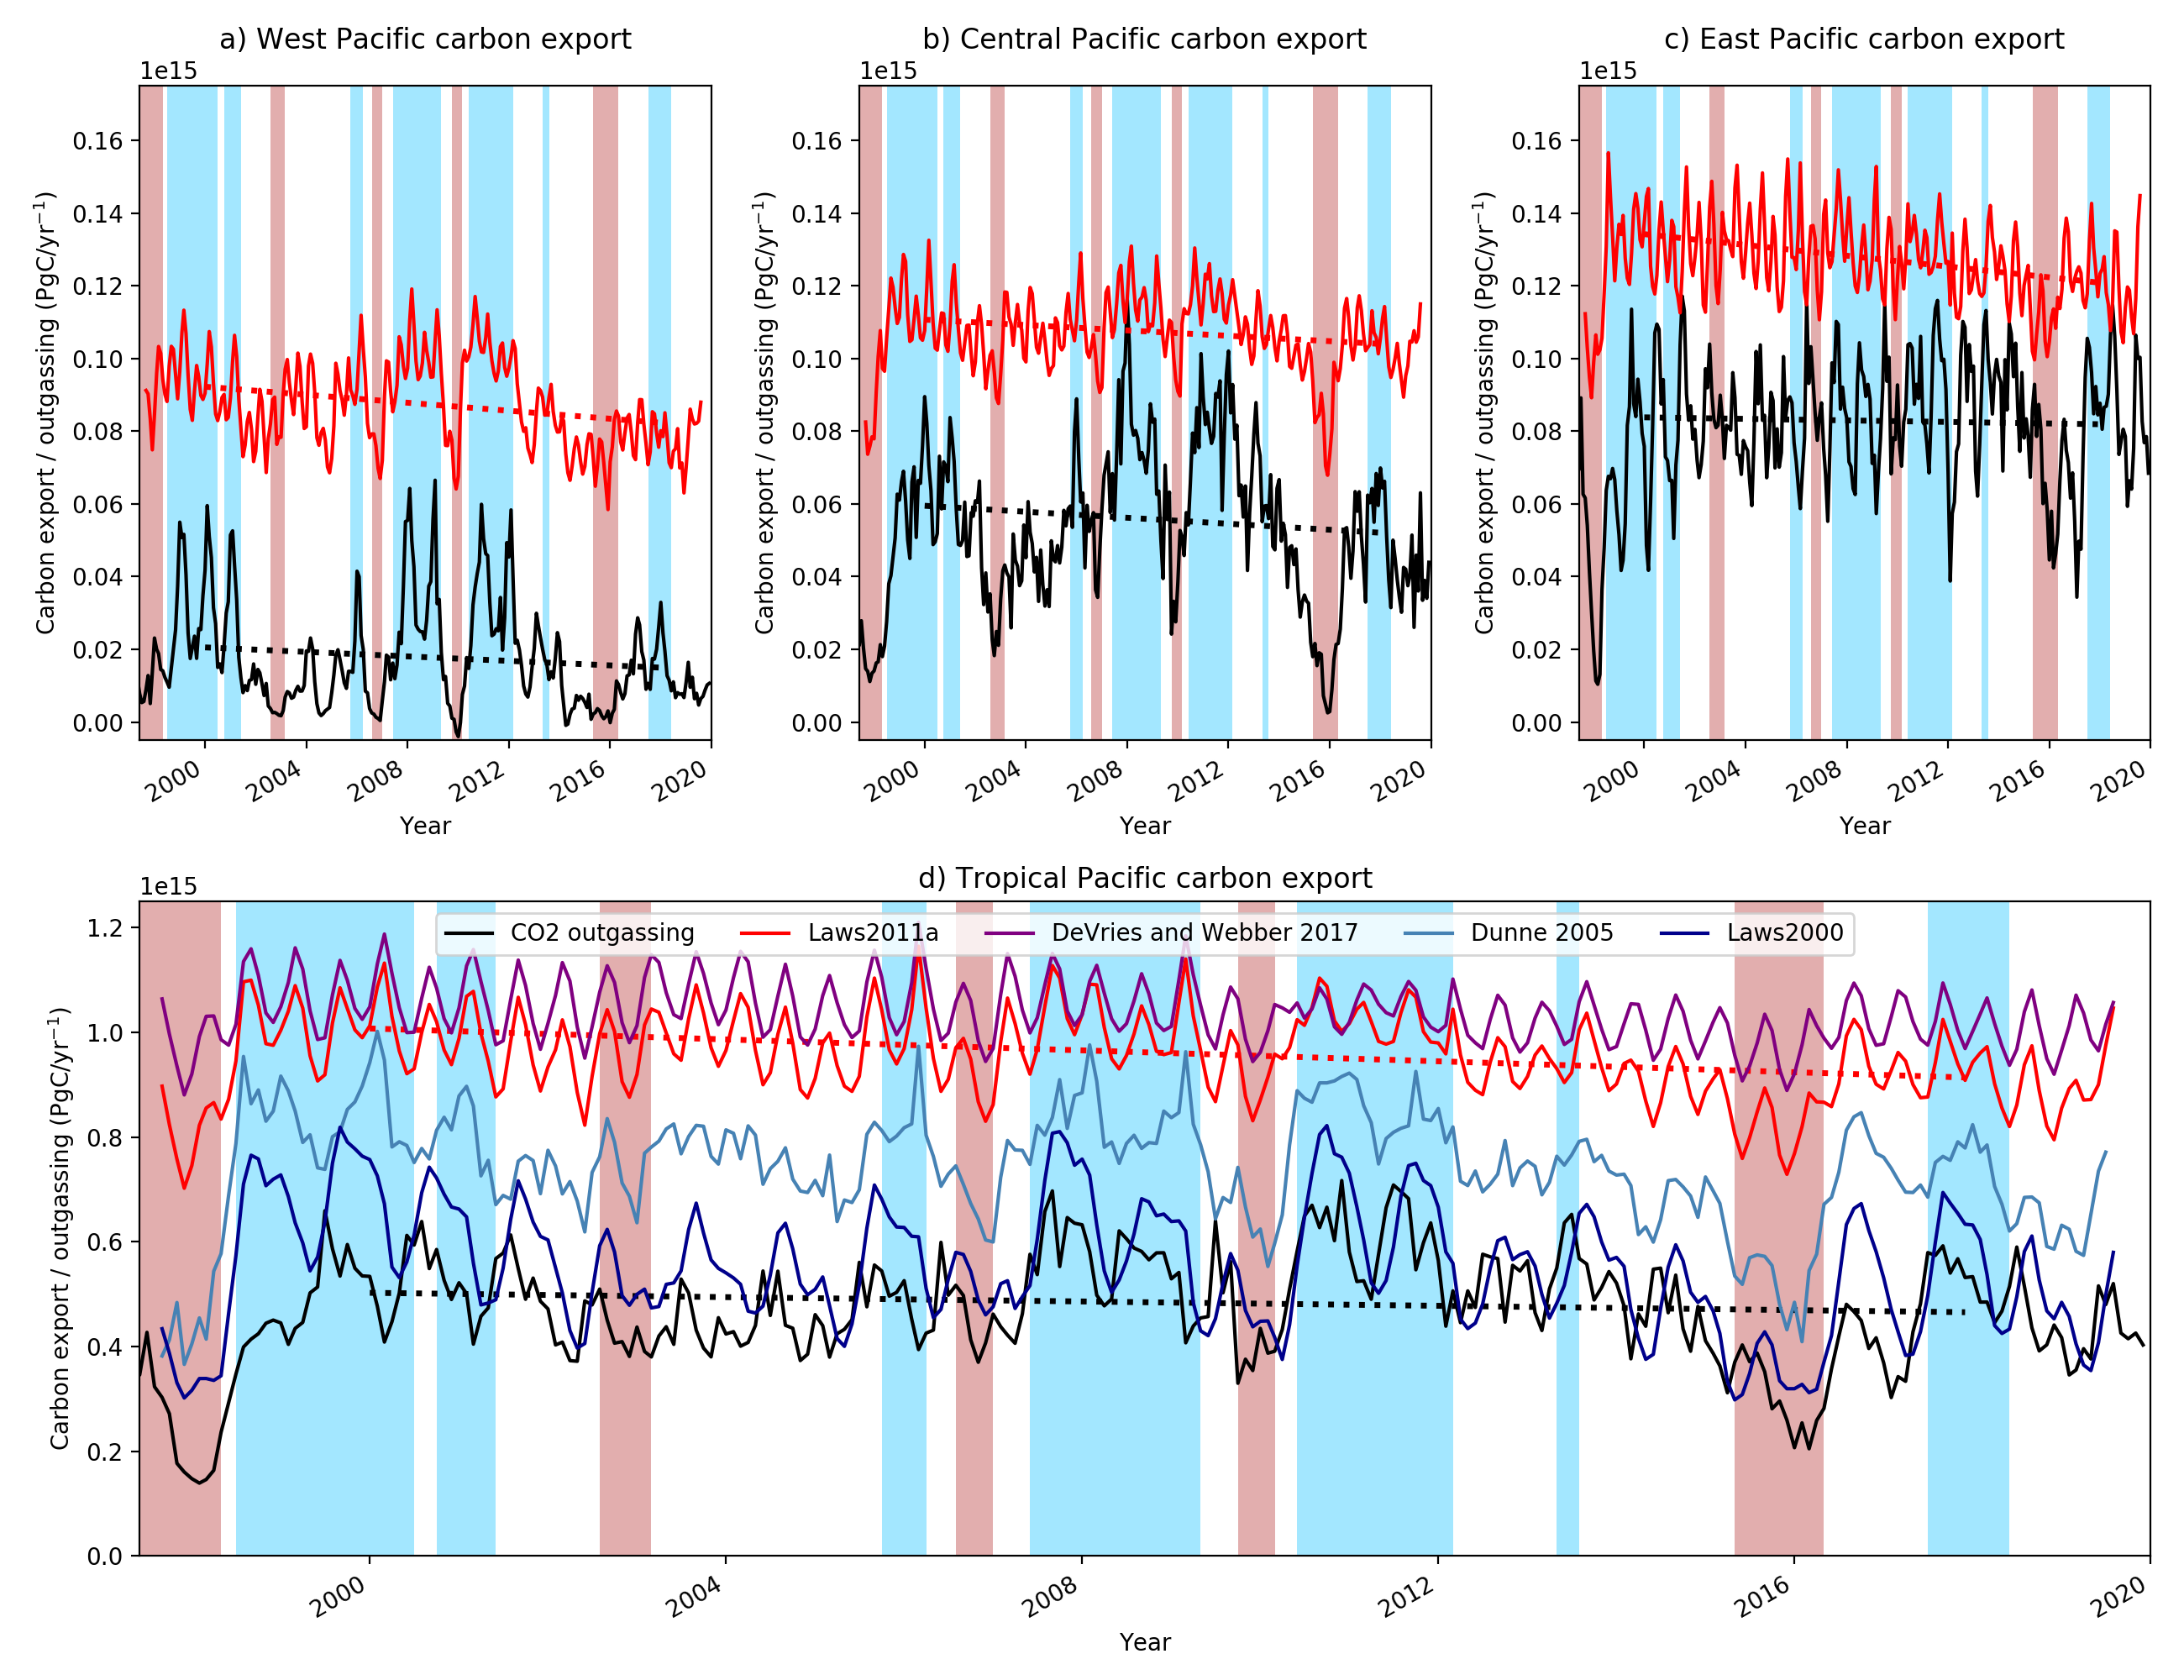 a) West Pacific carbon export
1e15
0.16
0.14
0.12
0.10
0.08
0.06
0.04
0.02
0.00
Carbon export / outgassing (PgC/yr⁻¹)
2000
2004
2008
2012
2016
2020
Year
b) Central Pacific carbon export
1e15
0.16
0.14
0.12
0.10
0.08
0.06
0.04
0.02
0.00
Carbon export / outgassing (PgC/yr⁻¹)
2000
2004
2008
2012
2016
2020
Year
c) East Pacific carbon export
1e15
0.16
0.14
0.12
0.10
0.08
0.06
0.04
0.02
0.00
Carbon export / outgassing (PgC/yr⁻¹)
2000
2004
2008
2012
2016
2020
Year
d) Tropical Pacific carbon export
1e15
CO2 outgassing
Laws2011a
DeVries and Webber 2017
Dunne 2005
Laws2000
1.2
1.0
0.8
0.6
0.4
0.2
0.0
Carbon export / outgassing (PgC/yr⁻¹)
2000
2004
2008
2012
2016
2020
Year